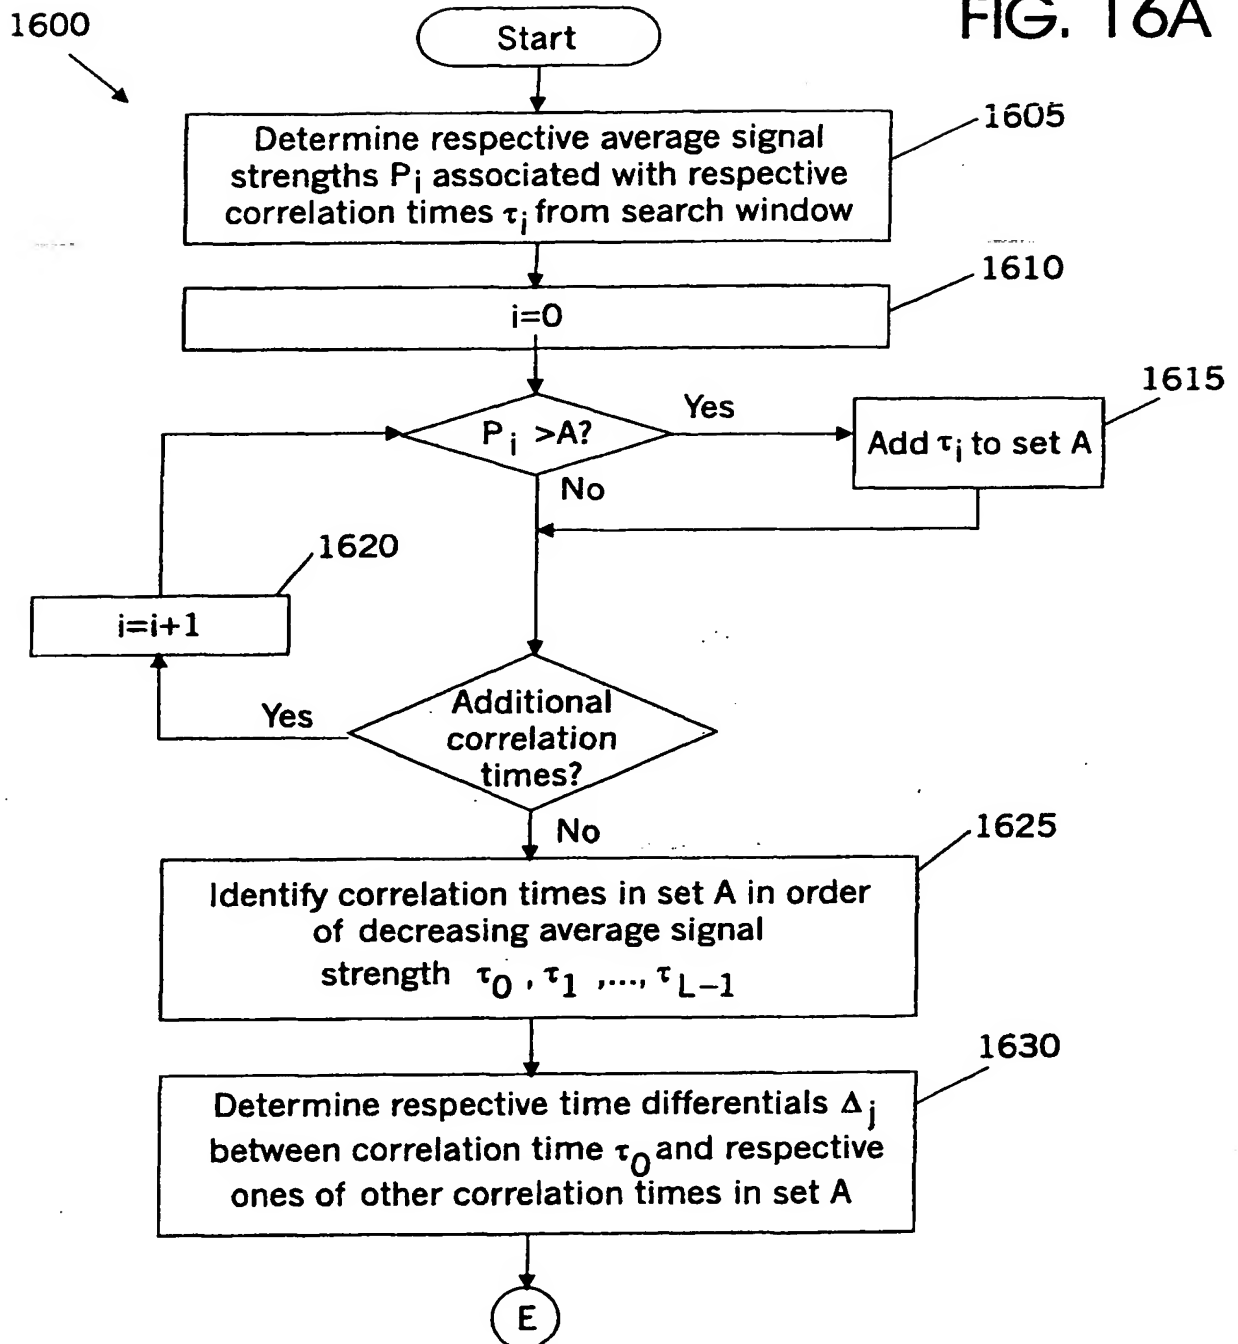 1600
Start
FIG. 16A
Determine respective average signal
strengths Pi associated with respective
correlation times τi from search window
1605
i=0
1610
Pi >A?
Yes
Add τi to set A
1615
No
1620
i=i+1
Yes
Additional
correlation
times?
No
1625
Identify correlation times in set A in order
of decreasing average signal
strength τ0 , τ1 ,..., τL-1
1630
Determine respective time differentials Δj
between correlation time τ0 and respective
ones of other correlation times in set A
E